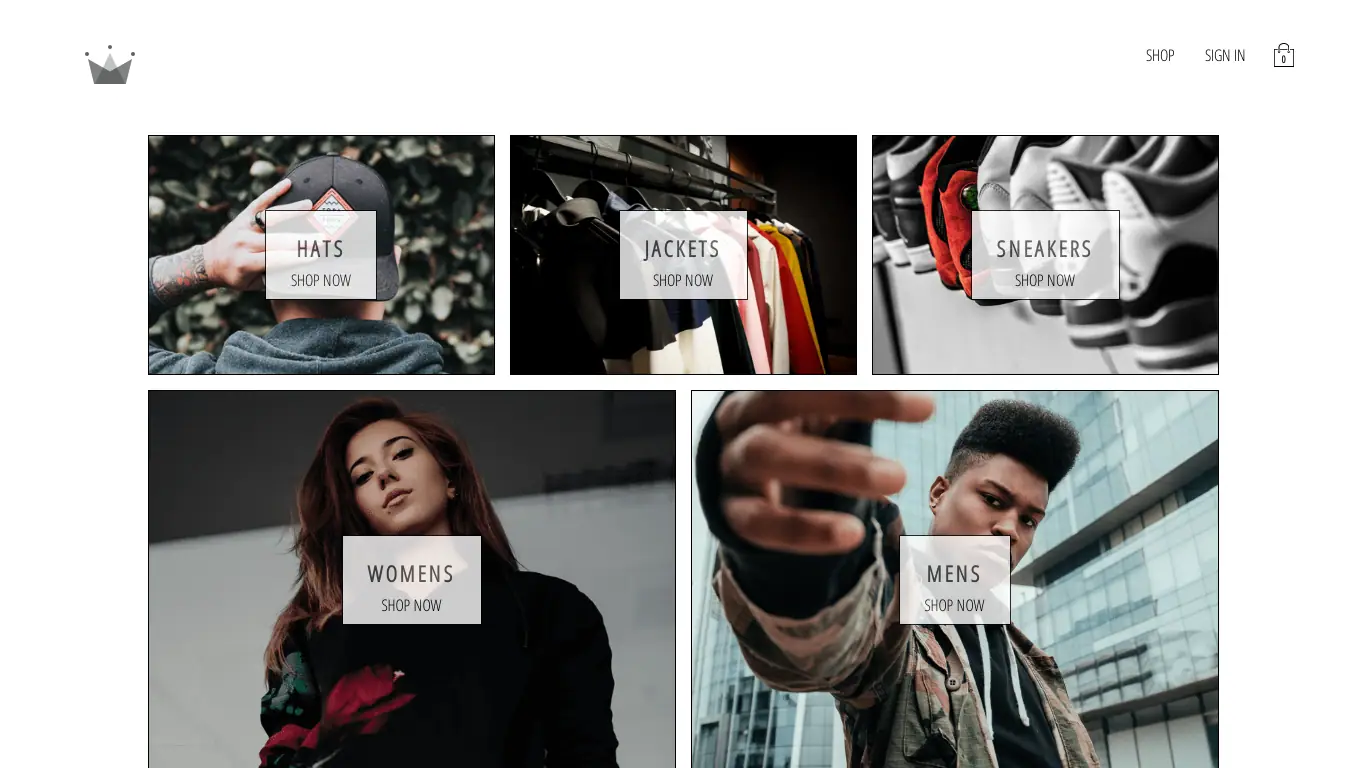 SHOP
SIGN IN
0
HATS
SHOP NOW
JACKETS
SHOP NOW
SNEAKERS
SHOP NOW
WOMENS
SHOP NOW
MENS
SHOP NOW